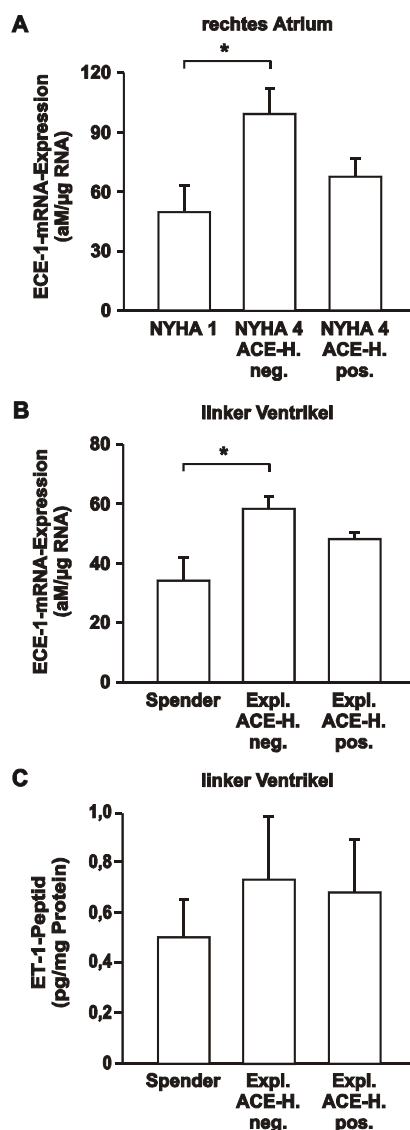 A
rechtes Atrium
*
ECE-1-mRNA-Expression
(aM/µg RNA)
120
90
60
30
0
NYHA 1
NYHA 4
ACE-H.
neg.
NYHA 4
ACE-H.
pos.
B
linker Ventrikel
*
ECE-1-mRNA-Expression
(aM/µg RNA)
80
60
40
20
0
Spender
Expl.
ACE-H.
neg.
Expl.
ACE-H.
pos.
C
linker Ventrikel
ET-1-Peptid
(pg/mg Protein)
1,0
0,8
0,6
0,4
0,2
0
Spender
Expl.
ACE-H.
neg.
Expl.
ACE-H.
pos.